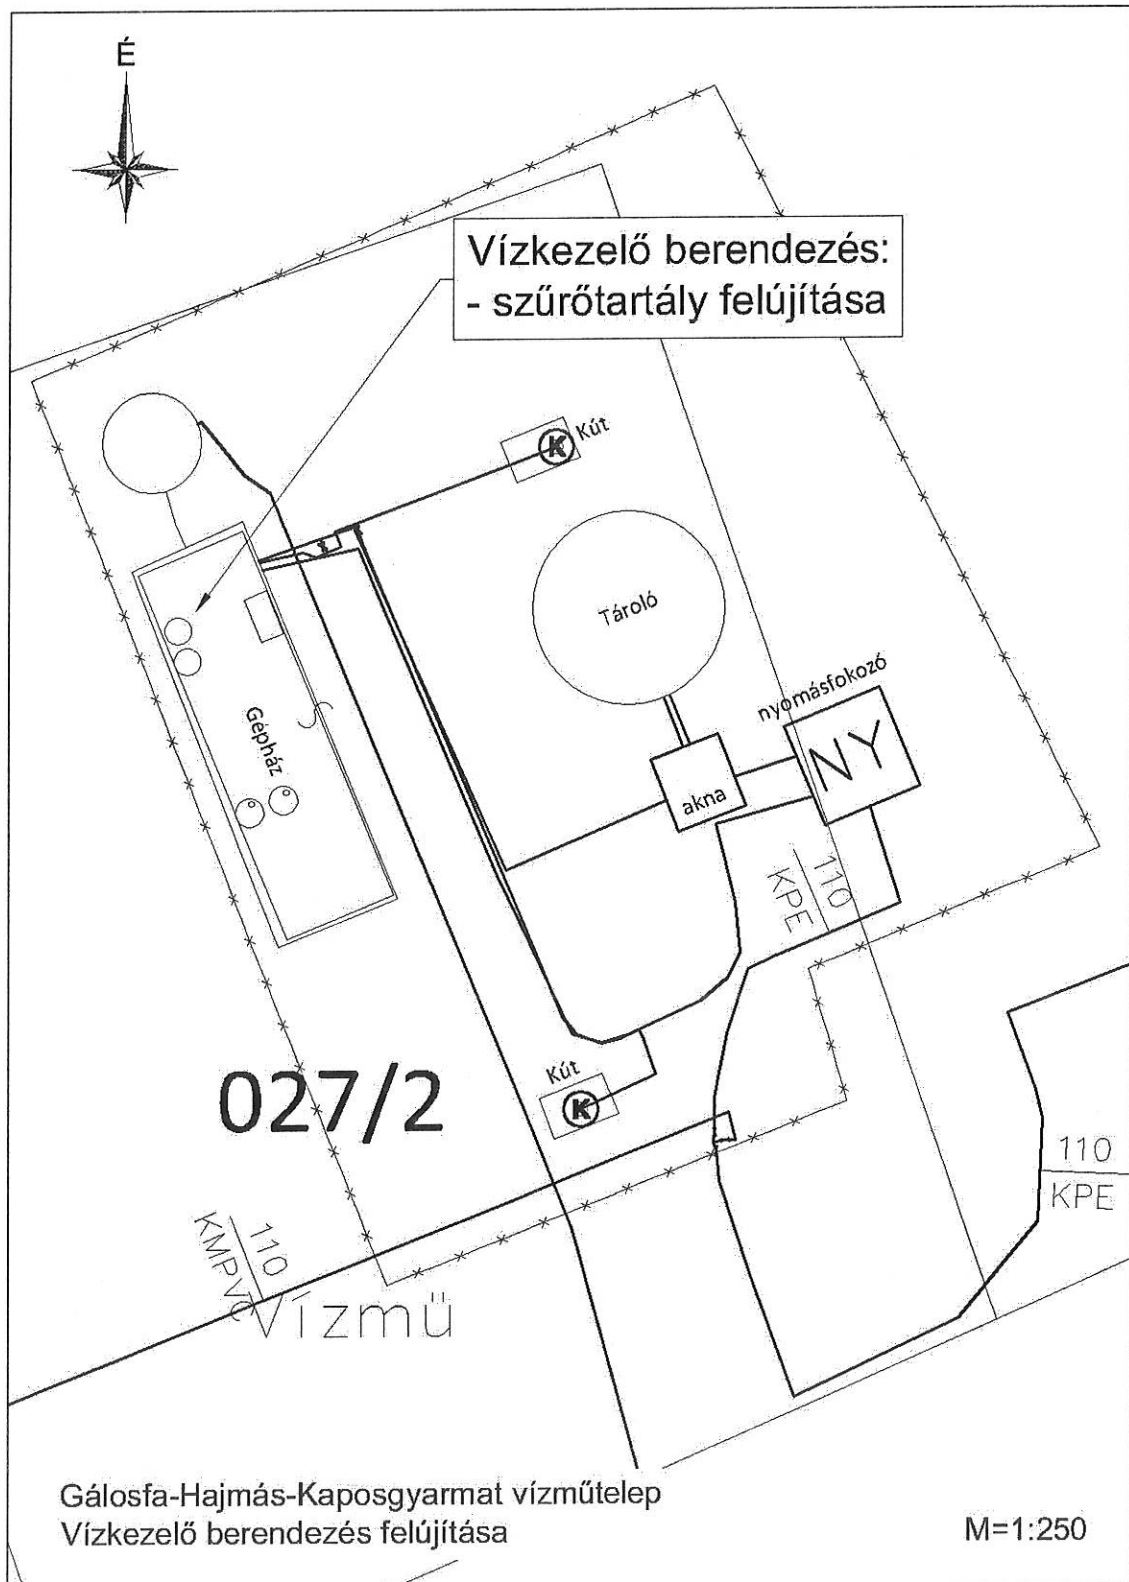 É
Vízkezelő berendezés:
- szűrőtartály felújítása
K Kút
Tároló
nyomásfokozó
NY
Gépház
akna
110
KPE
Kút
K
027/2
110
KPE
110
KMPVC
Vízmü
Gálosfa-Hajmás-Kaposgyarmat vízműtelep
Vízkezelő berendezés felújítása
M=1:250